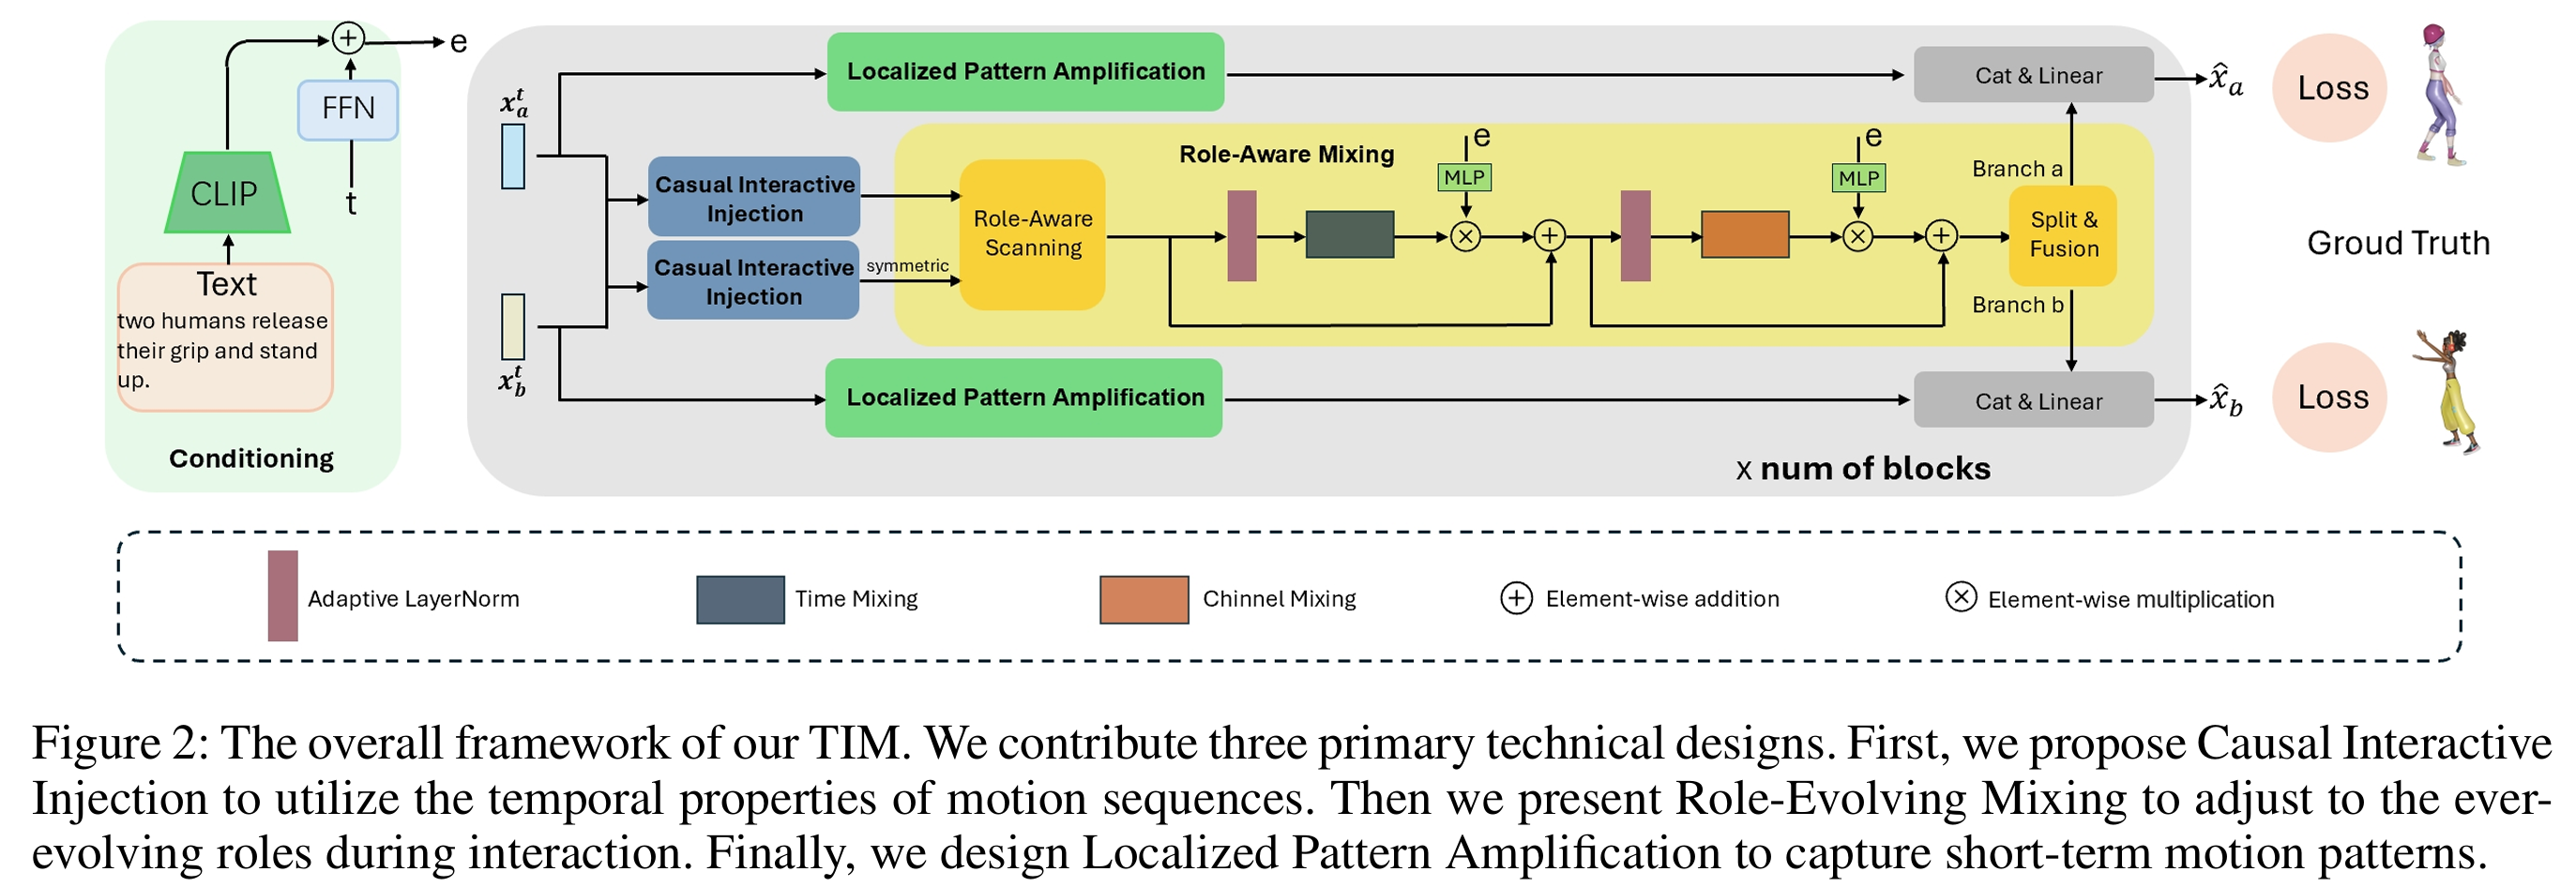 e
FFN
CLIP
t
Text
two humans release
their grip and stand
up.
Conditioning
x_a^t
x_b^t
Localized Pattern Amplification
Casual Interactive
Injection
Casual Interactive
Injection
symmetric
Role-Aware Mixing
Role-Aware
Scanning
e
MLP
e
MLP
Branch a
Split &
Fusion
Branch b
Localized Pattern Amplification
Cat & Linear
Cat & Linear
x num of blocks
x̂_a
x̂_b
Loss
Groud Truth
Loss
Adaptive LayerNorm
Time Mixing
Chinnel Mixing
Element-wise addition
Element-wise multiplication
Figure 2: The overall framework of our TIM. We contribute three primary technical designs. First, we propose Causal Interactive
Injection to utilize the temporal properties of motion sequences. Then we present Role-Evolving Mixing to adjust to the ever-
evolving roles during interaction. Finally, we design Localized Pattern Amplification to capture short-term motion patterns.